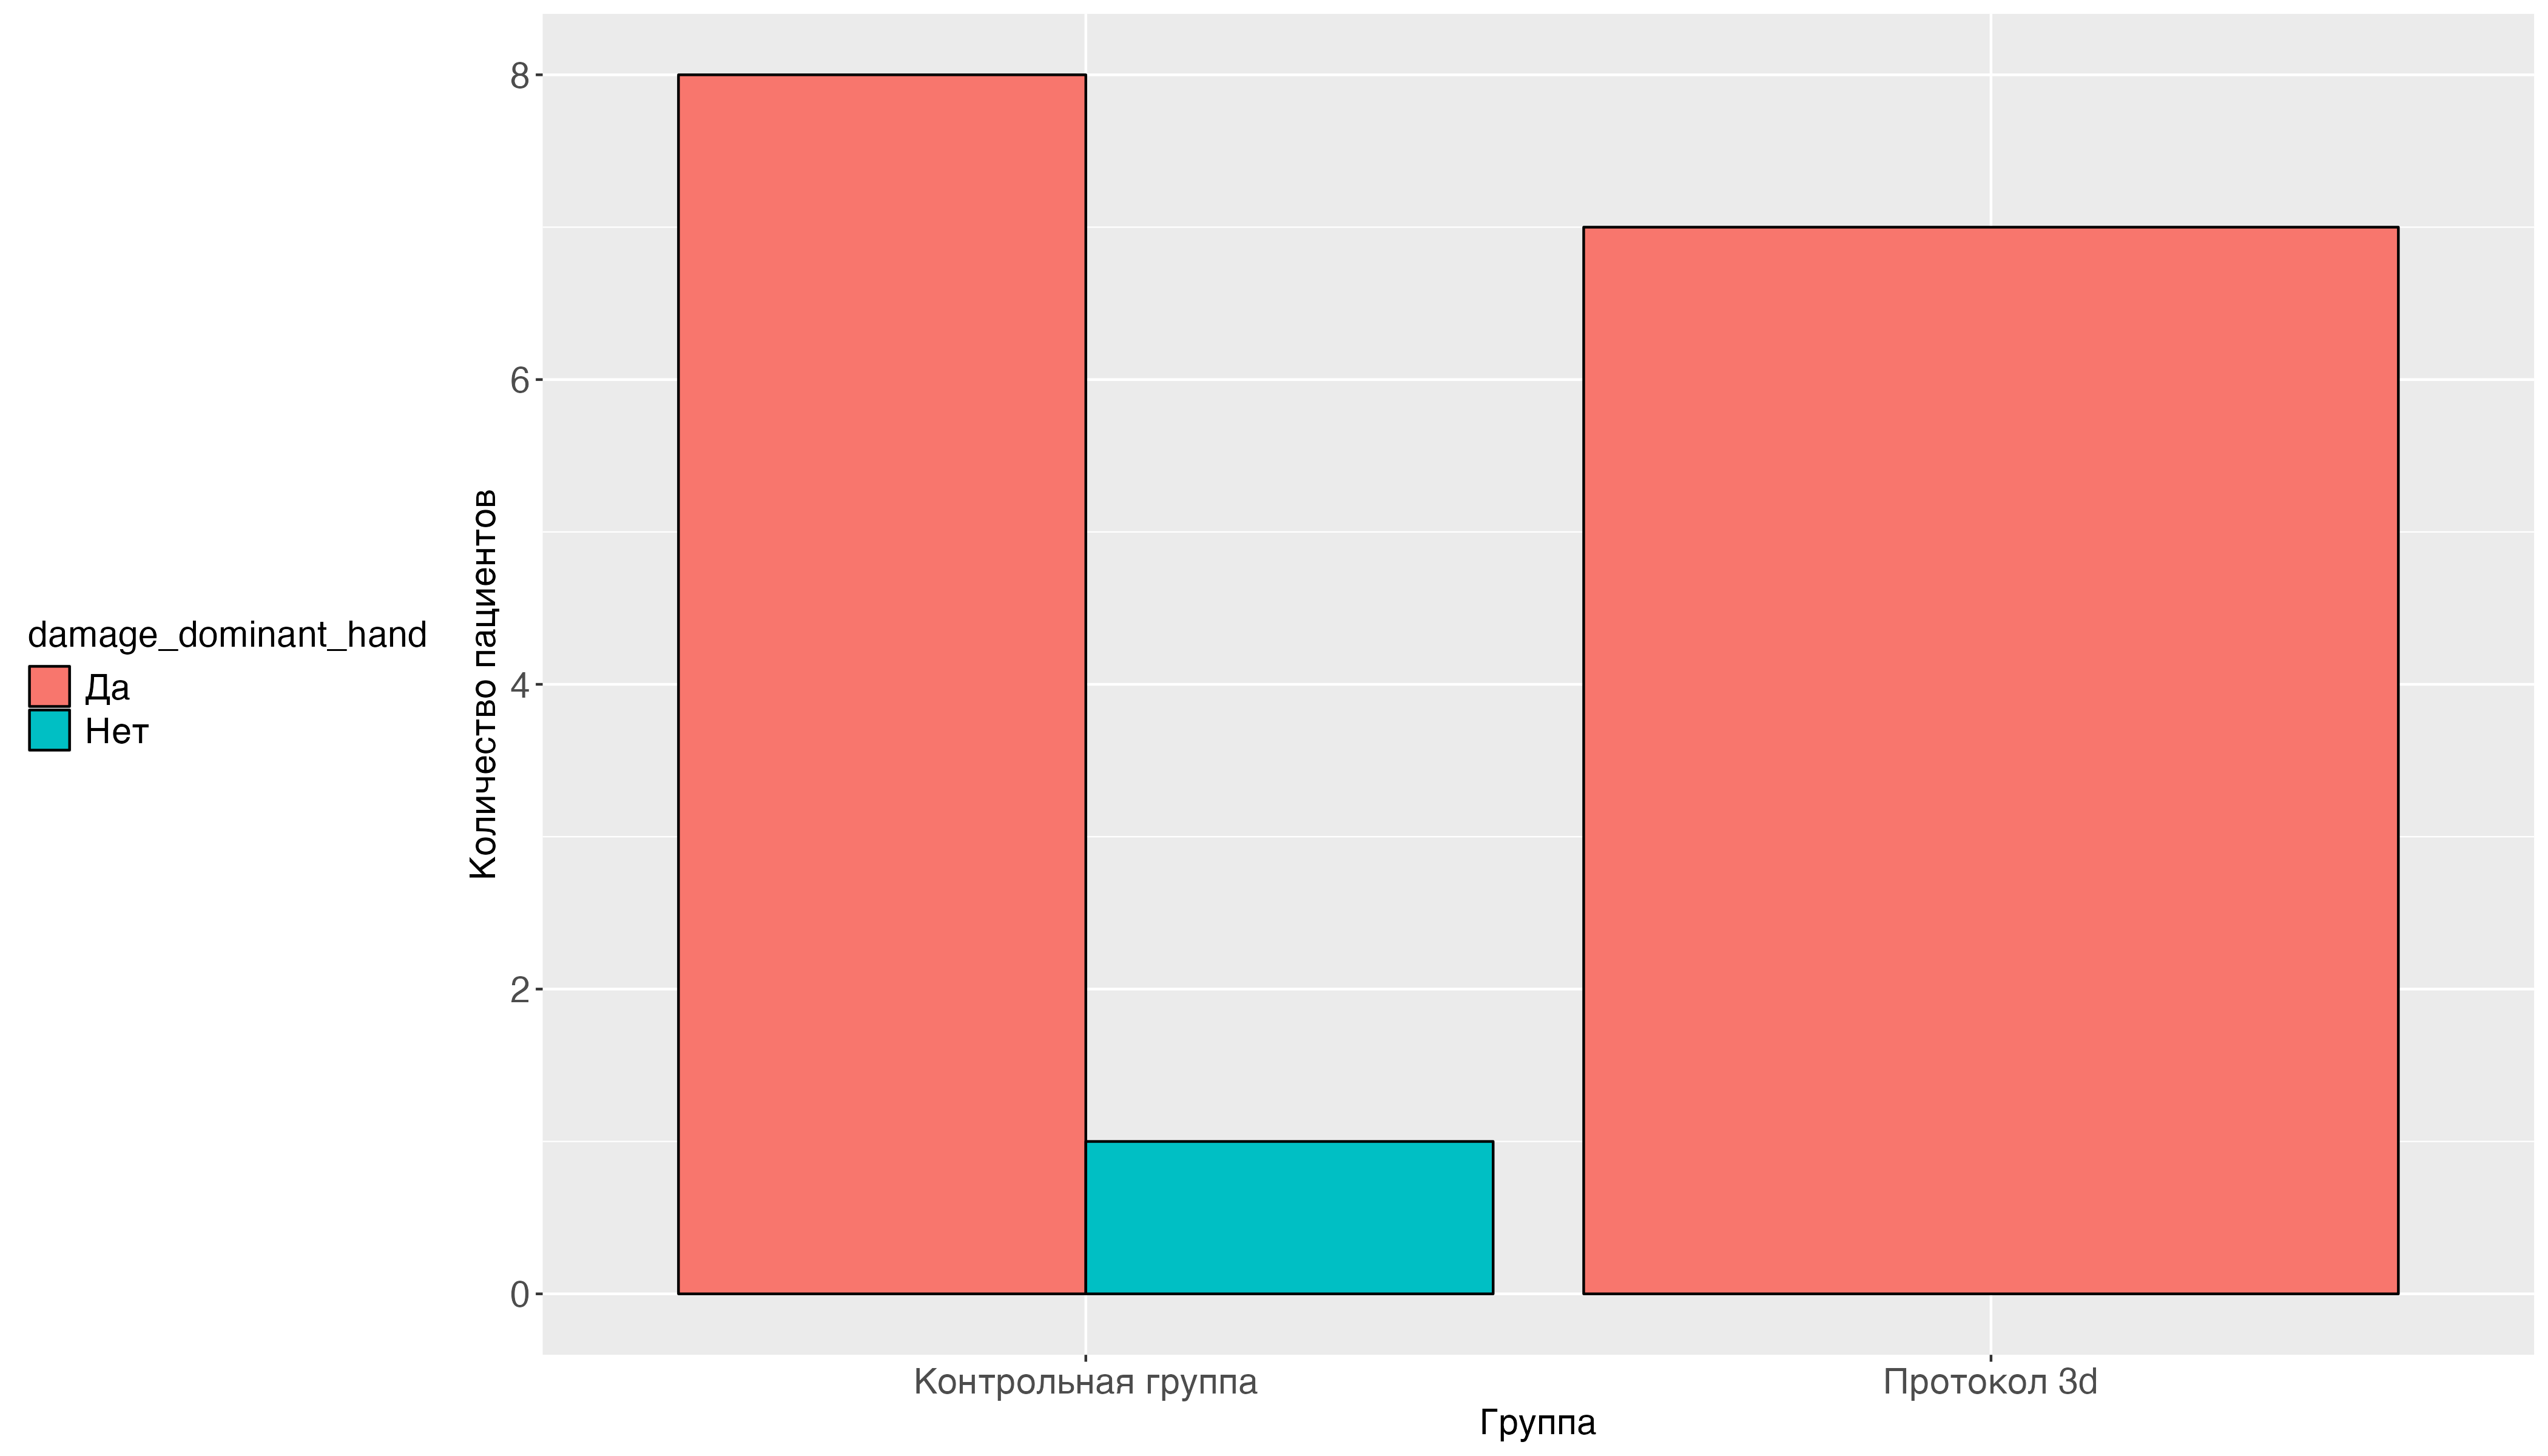 damage_dominant_hand
Да
Нет
Количество пациентов
8
6
4
2
0
Контрольная группа
Протокол 3d
Группа